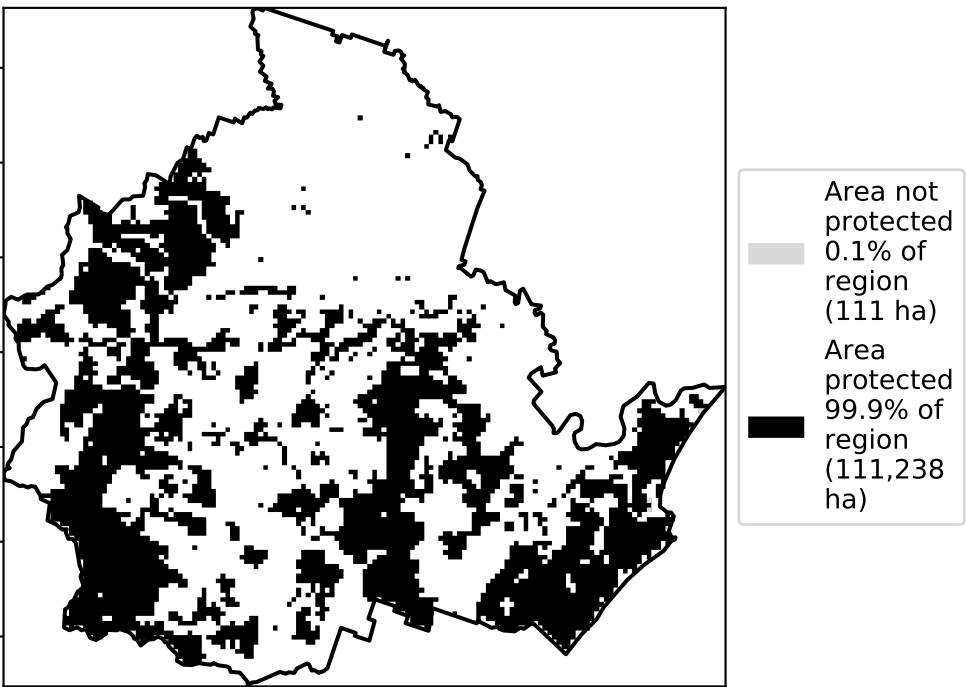 Area not
protected
0.1% of
region
(111 ha)
Area
protected
99.9% of
region
(111,238
ha)